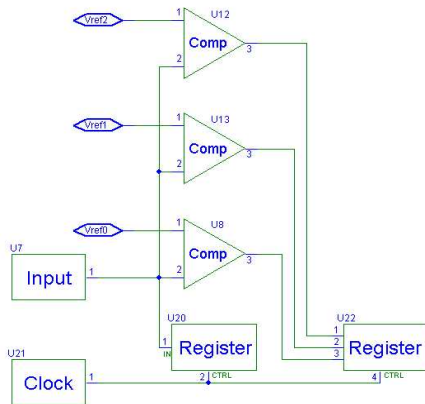 U12
Vref2 1 Comp 3
2
U13
Vref1 1 Comp 3
2
U8
Vref0 1 Comp 3
2
U7
Input 1
U20
1 IN Register
2 CTRL
U22
1
2
3
Register
4 CTRL
U21
Clock 1